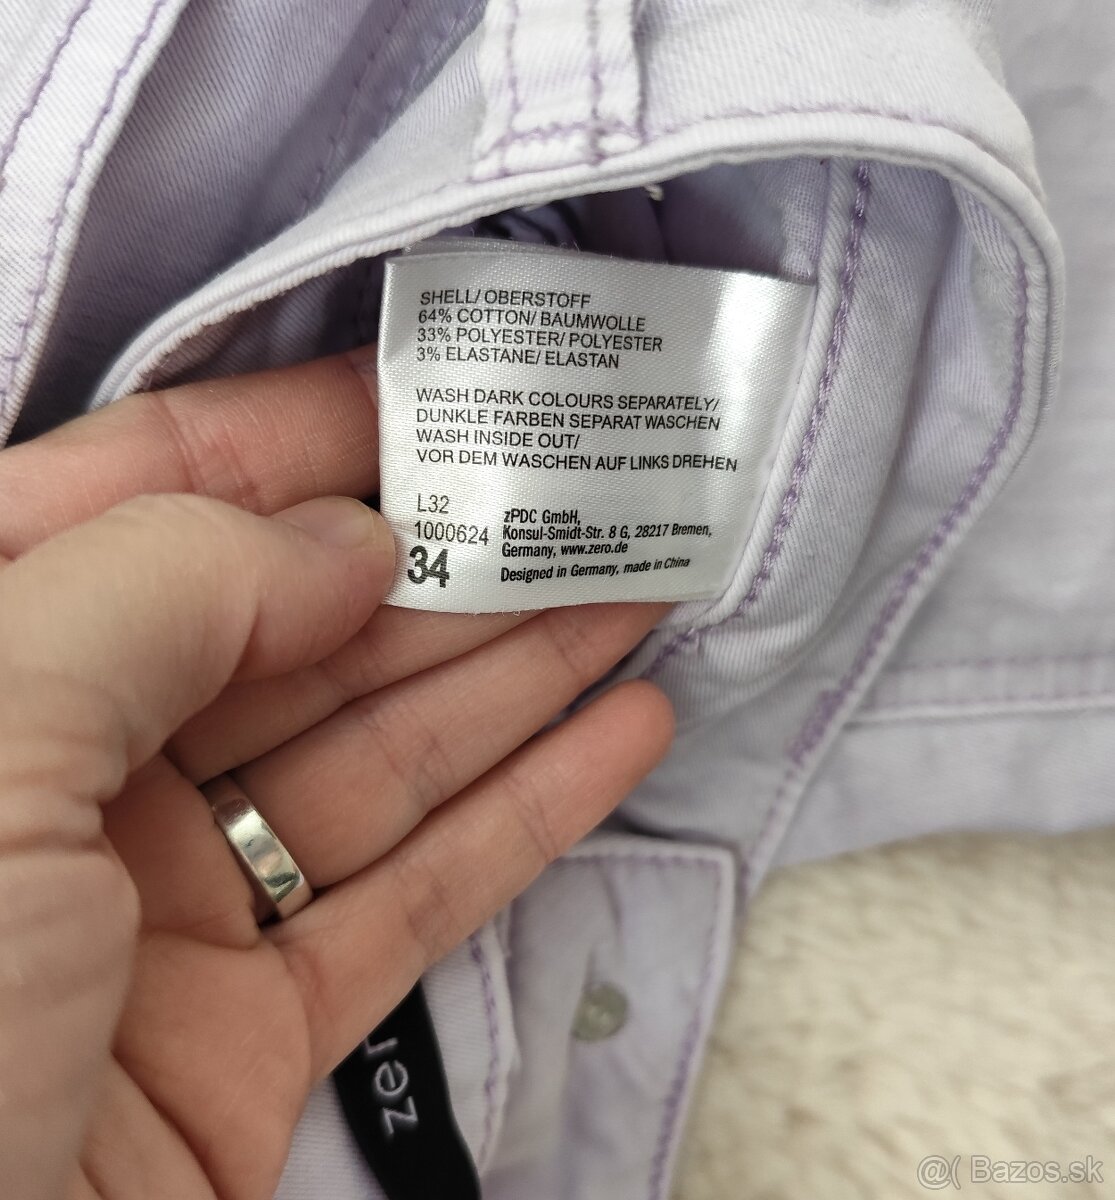 SHELL/ OBERSTOFF
64% COTTON/ BAUMWOLLE
33% POLYESTER/ POLYESTER
3% ELASTANE/ ELASTAN
WASH DARK COLOURS SEPARATELY/
DUNKLE FARBEN SEPARAT WASCHEN
WASH INSIDE OUT/
VOR DEM WASCHEN AUF LINKS DREHEN
L32
1000624
34
zPDC GmbH,
Konsul-Smidt-Str. 8 G, 28217 Bremen,
Germany, www.zero.de
Designed in Germany, made in China
zer
@( Bazos.sk